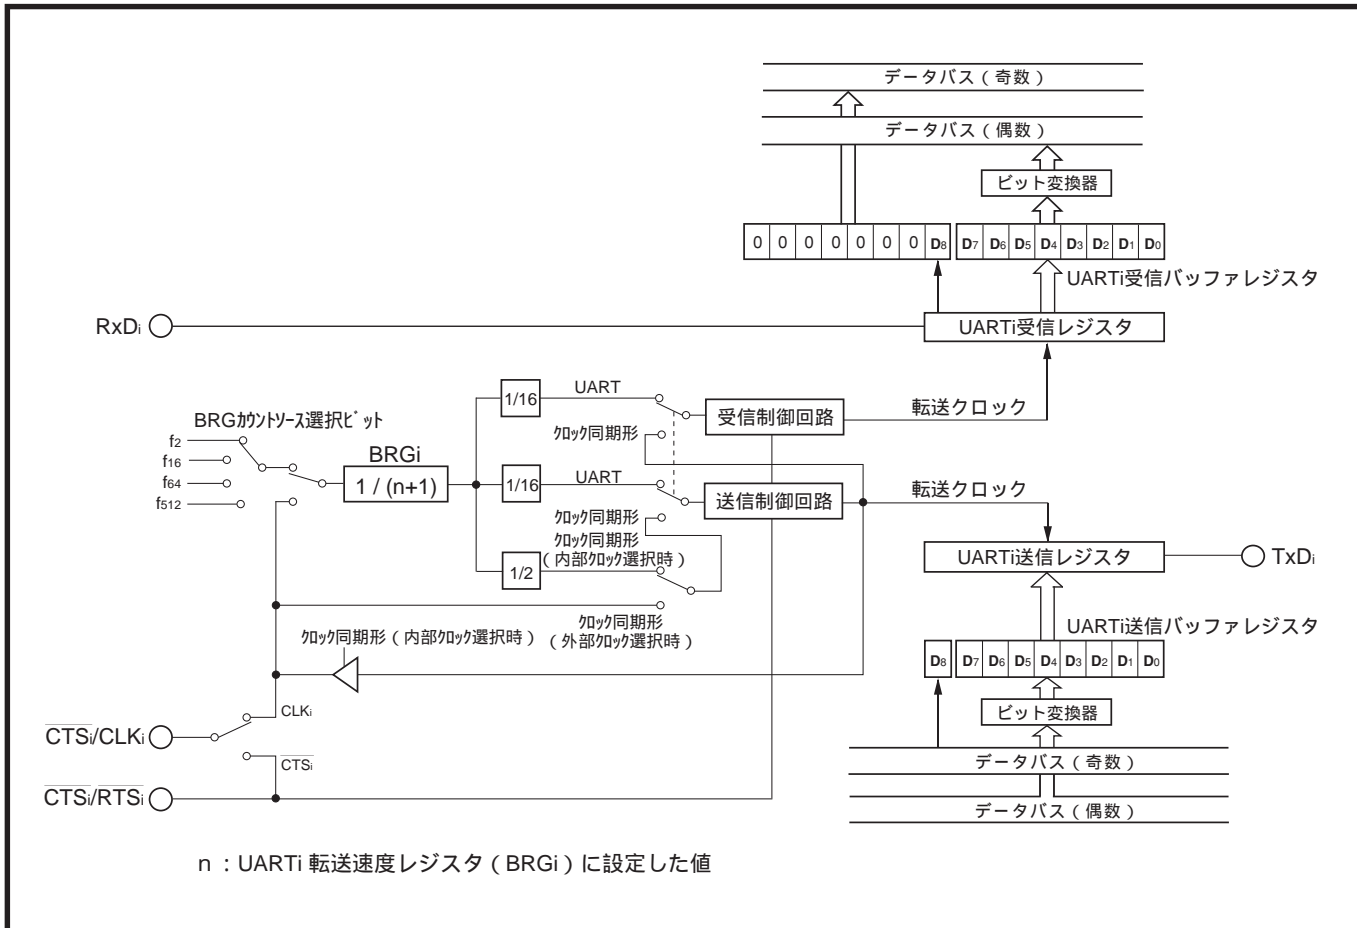 データバス（奇数）
データバス（偶数）
ビット変換器
0 0 0 0 0 0 0 D8 D7 D6 D5 D4 D3 D2 D1 D0
UARTi受信バッファレジスタ
RxDi
UARTi受信レジスタ
BRGカウントソース選択ビット
f2
f16
f64
f512
BRGi
1 / (n+1)
1/16
UART
受信制御回路
転送クロック
クロック同期形
1/16
UART
送信制御回路
転送クロック
クロック同期形
クロック同期形
（内部クロック選択時）
1/2
UARTi送信レジスタ
TxDi
クロック同期形
（外部クロック選択時）
クロック同期形（内部クロック選択時）
UARTi送信バッファレジスタ
D8 D7 D6 D5 D4 D3 D2 D1 D0
ビット変換器
CLKi
CTSi/CLKi
CTSi
CTSi/RTSi
データバス（奇数）
データバス（偶数）
n ：UARTi 転送速度レジスタ（BRGi）に設定した値